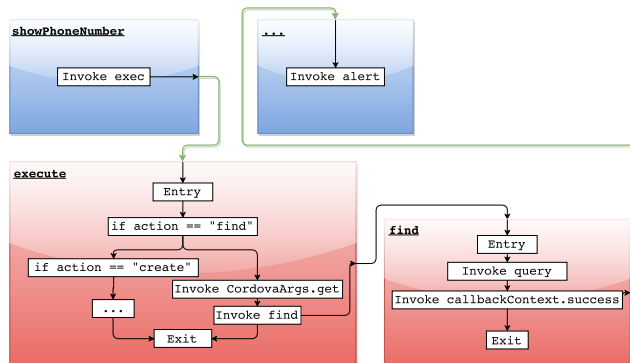 showPhoneNumber
Invoke exec
...
Invoke alert
execute
Entry
if action == "find"
if action == "create"
...
Invoke CordovaArgs.get
Invoke find
Exit
find
Entry
Invoke query
Invoke callbackContext.success
Exit